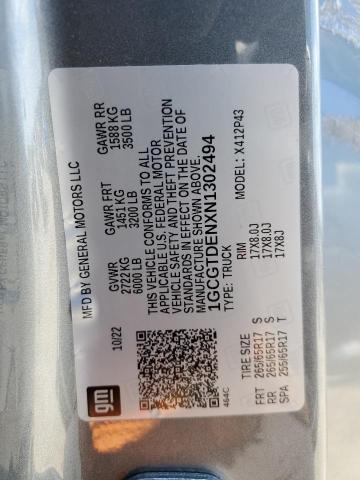 MFD BY GENERAL MOTORS LLC
10/22
GVWR
2722 KG
6000 LB
GAWR FRT
1451 KG
3200 LB
GAWR RR
1588 KG
3500 LB
THIS VEHICLE CONFORMS TO ALL
APPLICABLE U.S. FEDERAL MOTOR
VEHICLE SAFETY AND THEFT PREVENTION
STANDARDS IN EFFECT ON THE DATE OF
MANUFACTURE SHOWN ABOVE.
1GCGTDENXN1302494
TYPE: TRUCK
MODEL: X412P43
TIRE SIZE RIM
FRT 265/65R17 S 17X8.0J
RR 265/65R17 S 17X8.0J
SPA 255/65R17 T 17X8J
gm
464C